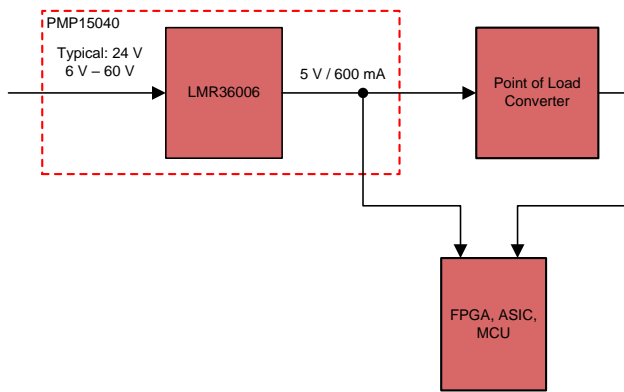 PMP15040
Typical: 24 V
6 V – 60 V
LMR36006
5 V / 600 mA
Point of Load
Converter
FPGA, ASIC,
MCU